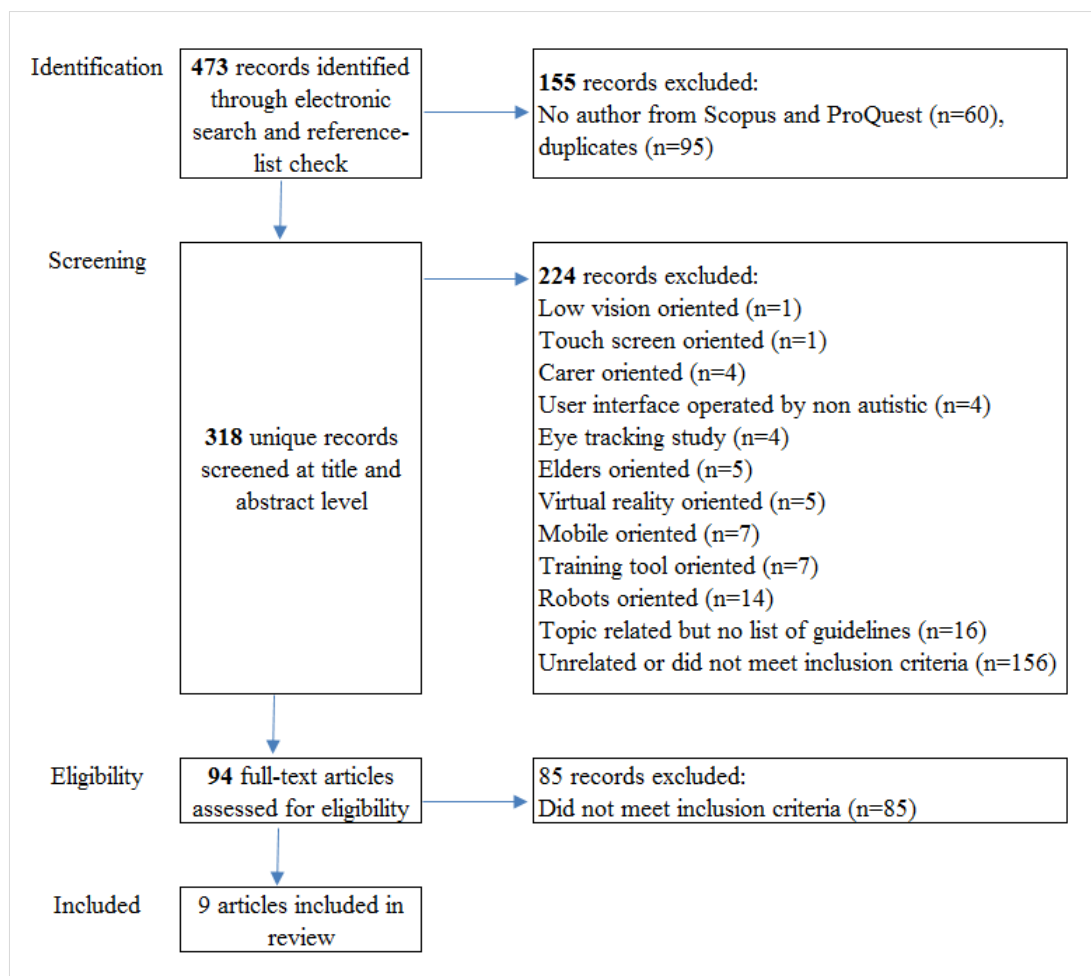 Identification
473 records identified
through electronic
search and reference-
list check
155 records excluded:
No author from Scopus and ProQuest (n=60),
duplicates (n=95)
Screening
318 unique records
screened at title and
abstract level
224 records excluded:
Low vision oriented (n=1)
Touch screen oriented (n=1)
Carer oriented (n=4)
User interface operated by non autistic (n=4)
Eye tracking study (n=4)
Elders oriented (n=5)
Virtual reality oriented (n=5)
Mobile oriented (n=7)
Training tool oriented (n=7)
Robots oriented (n=14)
Topic related but no list of guidelines (n=16)
Unrelated or did not meet inclusion criteria (n=156)
Eligibility
94 full-text articles
assessed for eligibility
85 records excluded:
Did not meet inclusion criteria (n=85)
Included
9 articles included in
review